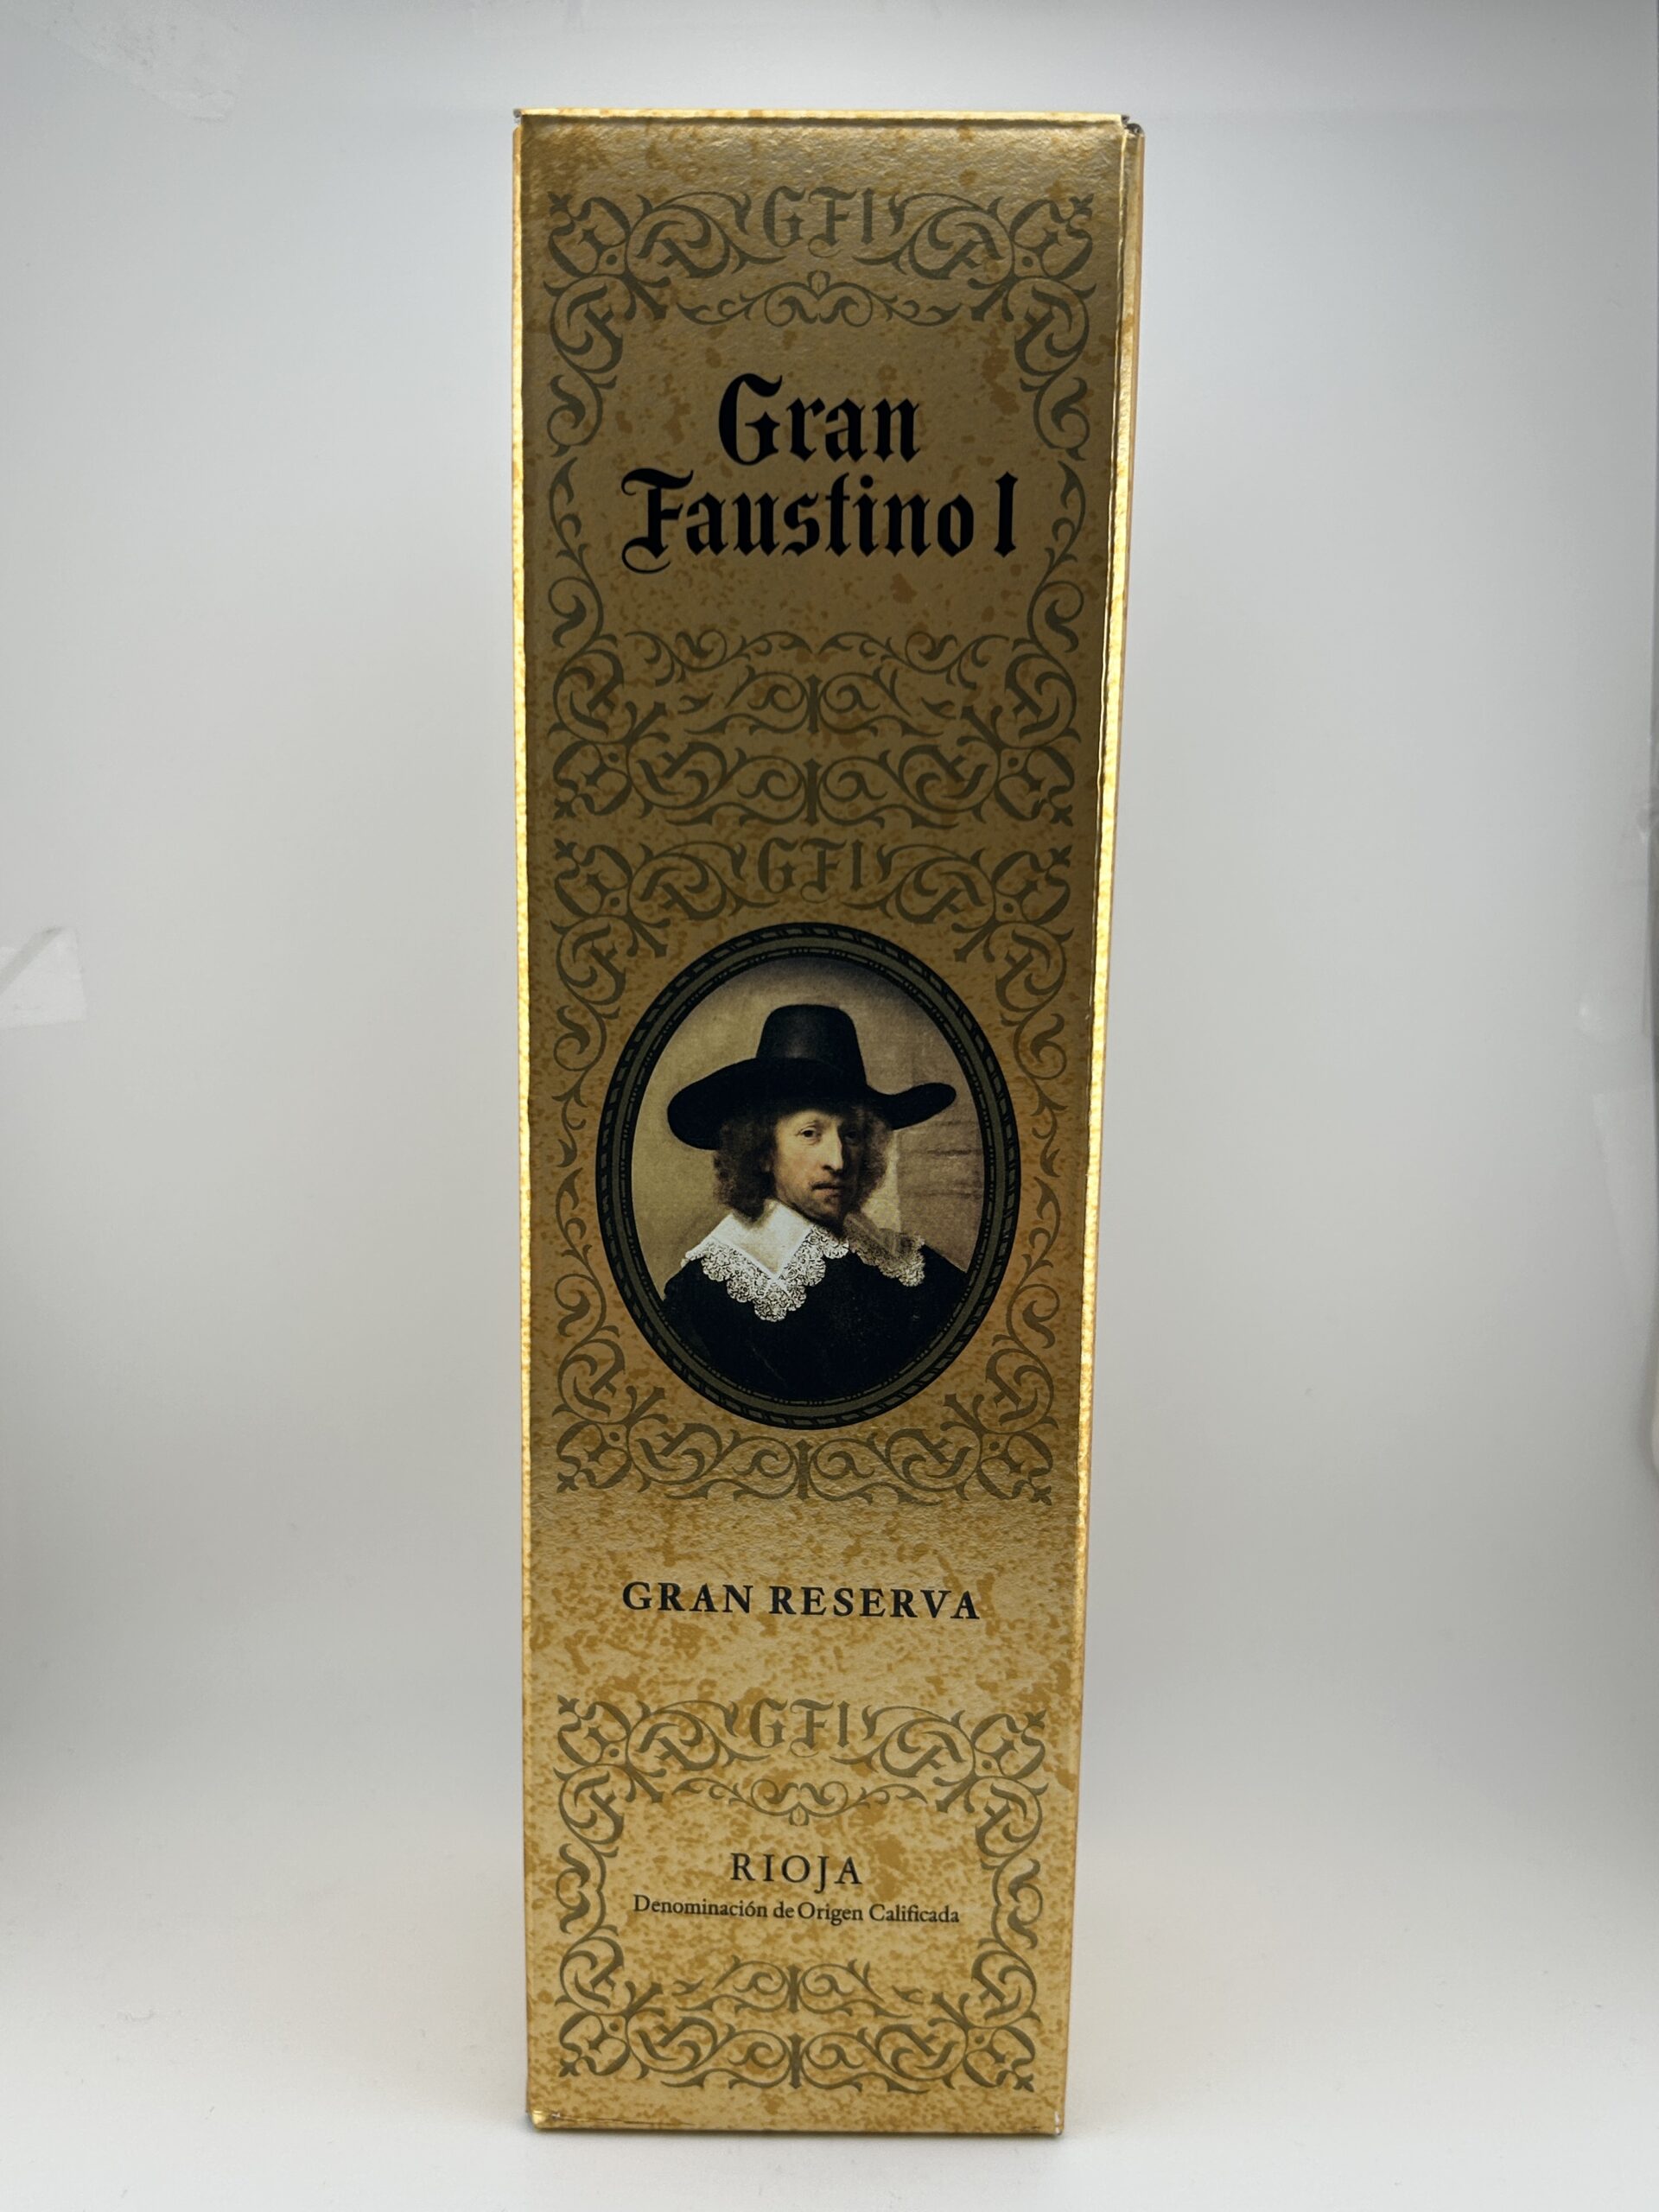 GFI
Gran
Faustino I
GFI
GRAN RESERVA
GFI
RIOJA
Denominación de Origen Calificada